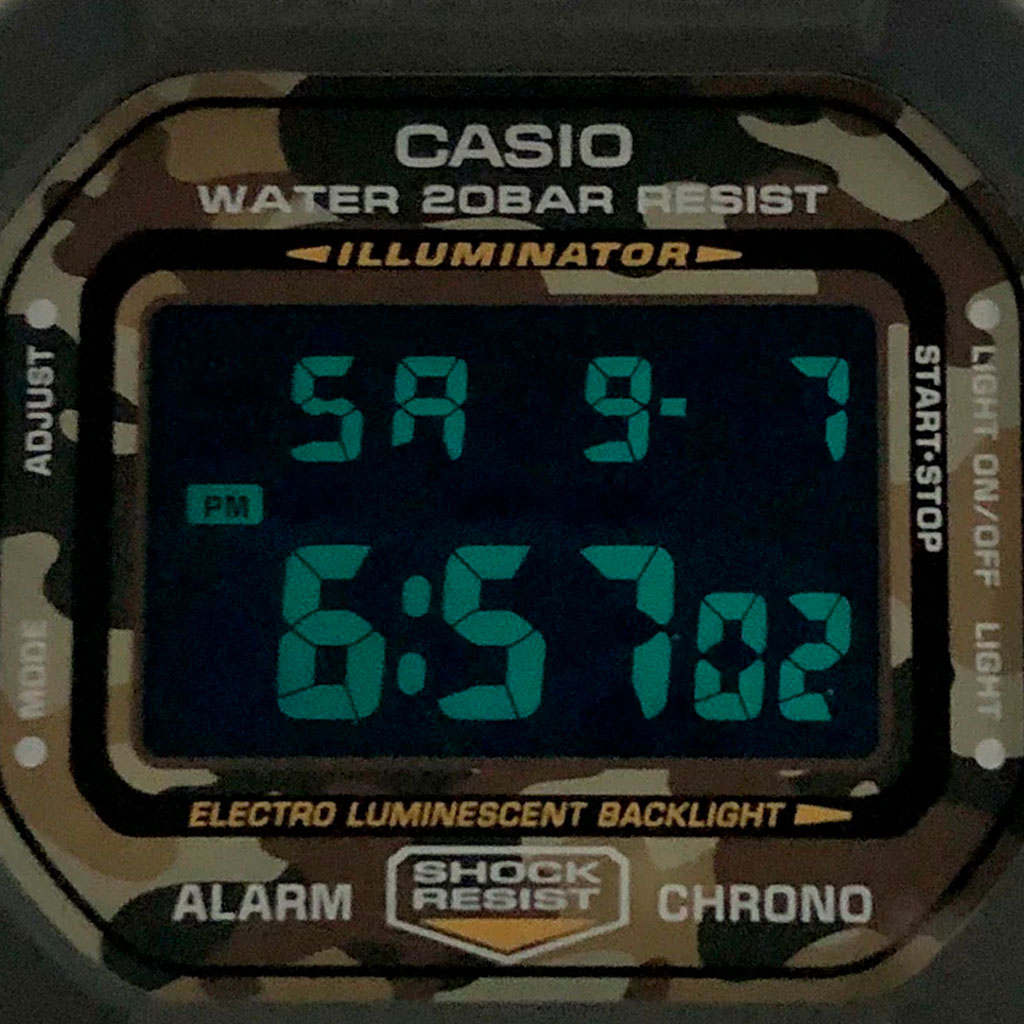 CASIO
WATER 20BAR RESIST
ILLUMINATOR
ADJUST
MODE
SA 9- 7
PM
6:57 02
START·STOP
LIGHT ON/OFF LIGHT
ELECTRO LUMINESCENT BACKLIGHT
ALARM
SHOCK
RESIST
CHRONO